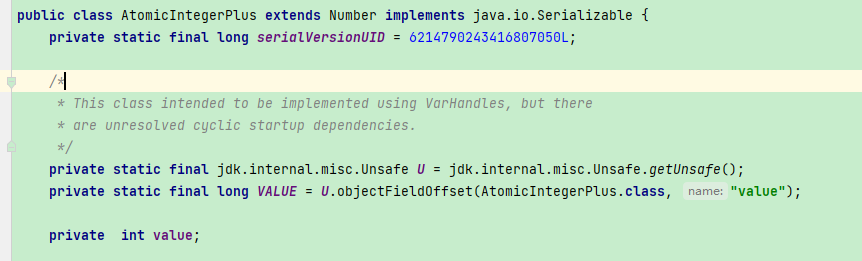 public class AtomicIntegerPlus extends Number implements java.io.Serializable {
private static final long serialVersionUID = 6214790243416807050L;
/*
* This class intended to be implemented using VarHandles, but there
* are unresolved cyclic startup dependencies.
*/
private static final jdk.internal.misc.Unsafe U = jdk.internal.misc.Unsafe.getUnsafe();
private static final long VALUE = U.objectFieldOffset(AtomicIntegerPlus.class, name: "value");
private  int value;